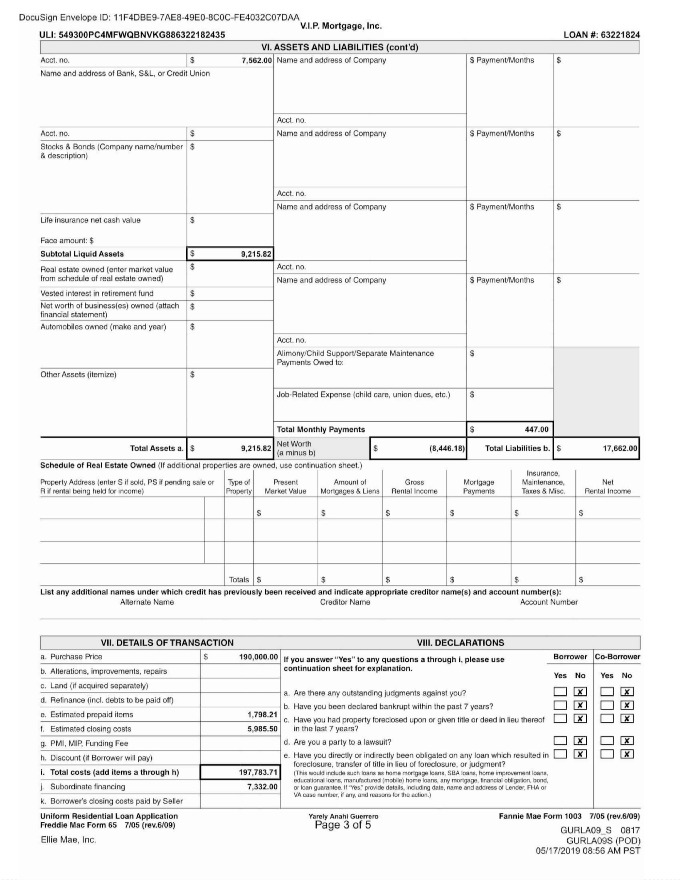 DocuSign Envelope ID: 11F4DBE9-7AE8-49E0-8C0C-FE4032C07DAA
V.I.P. Mortgage, Inc.
ULI: 549300PC4MFWQBNVKG886322182435 LOAN #: 63221824
VI. ASSETS AND LIABILITIES (cont'd)
Acct. no. $ 7,562.00 Name and address of Company $ Payment/Months $
Name and address of Bank, S&L, or Credit Union
Acct. no.
Acct. no. $ Name and address of Company $ Payment/Months $
Stocks & Bonds (Company name/number $
& description)
Acct. no.
Name and address of Company $ Payment/Months $
Life insurance net cash value $
Face amount: $
Subtotal Liquid Assets $ 9,215.82
Real estate owned (enter market value $ Acct. no.
from schedule of real estate owned) Name and address of Company $ Payment/Months $
Vested interest in retirement fund $
Net worth of business(es) owned (attach $
financial statement)
Automobiles owned (make and year) $
Acct. no.
Alimony/Child Support/Separate Maintenance $
Payments Owed to:
Other Assets (itemize) $
Job-Related Expense (child care, union dues, etc.) $
Total Monthly Payments $ 447.00
Total Assets a. $ 9,215.82 Net Worth $ (8,446.18) Total Liabilities b. $ 17,662.00
(a minus b)
Schedule of Real Estate Owned (If additional properties are owned, use continuation sheet.)
Insurance,
Property Address (enter S if sold, PS if pending sale or Type of Present Amount of Gross Mortgage Maintenance, Net
R if rental being held for income) Property Market Value Mortgages & Liens Rental Income Payments Taxes & Misc. Rental Income
$ $ $ $ $ $
Totals $ $ $ $ $ $
List any additional names under which credit has previously been received and indicate appropriate creditor name(s) and account number(s):
Alternate Name Creditor Name Account Number
VII. DETAILS OF TRANSACTION VIII. DECLARATIONS
a. Purchase Price $ 190,000.00 If you answer "Yes" to any questions a through i, please use Borrower Co-Borrower
continuation sheet for explanation.
b. Alterations, improvements, repairs Yes No Yes No
c. Land (if acquired separately)
a. Are there any outstanding judgments against you? X X
d. Refinance (incl. debts to be paid off)
b. Have you been declared bankrupt within the past 7 years? X X
e. Estimated prepaid items 1,798.21
c. Have you had property foreclosed upon or given title or deed in lieu thereof X X
in the last 7 years?
f. Estimated closing costs 5,985.50
g. PMI, MIP, Funding Fee
d. Are you a party to a lawsuit? X X
h. Discount (if Borrower will pay)
e. Have you directly or indirectly been obligated on any loan which resulted in X X
foreclosure, transfer of title in lieu of foreclosure, or judgment?
i. Total costs (add items a through h) 197,783.71
(This would include such loans as home mortgage loans, SBA loans, home improvement loans,
educational loans, manufactured (mobile) home loans, any mortgage, financial obligation, bond,
j. Subordinate financing 7,332.00
or loan guarantee. If "Yes," provide details, including date, name and address of Lender, FHA or
VA case number, if any, and reasons for the action.)
k. Borrower's closing costs paid by Seller
Uniform Residential Loan Application Yarely Anahi Guerrero Fannie Mae Form 1003 7/05 (rev.6/09)
Freddie Mac Form 65 7/05 (rev.6/09) Page 3 of 5
Ellie Mae, Inc. GURLA09_S 0817
GURLA09S (POD)
05/17/2019 08:56 AM PST